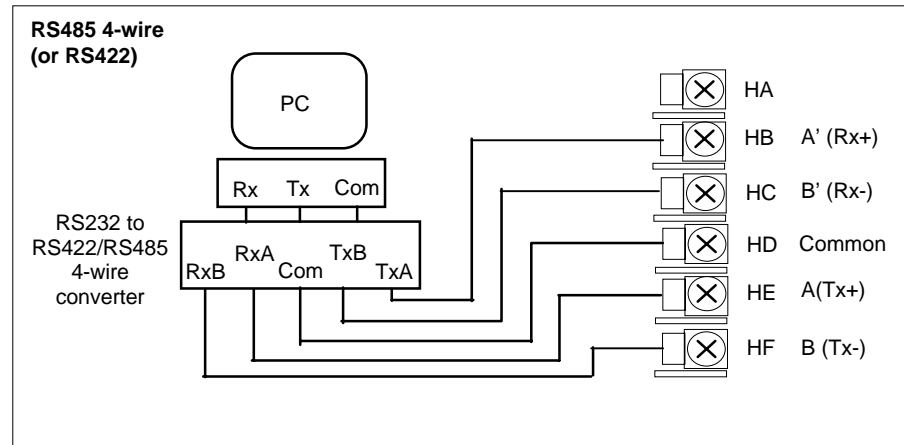 RS485 4-wire
(or RS422)
PC
Rx Tx Com
RS232 to
RS422/RS485
4-wire
converter
RxB RxA Com TxB TxA
HA
HB A' (Rx+)
HC B' (Rx-)
HD Common
HE A(Tx+)
HF B (Tx-)